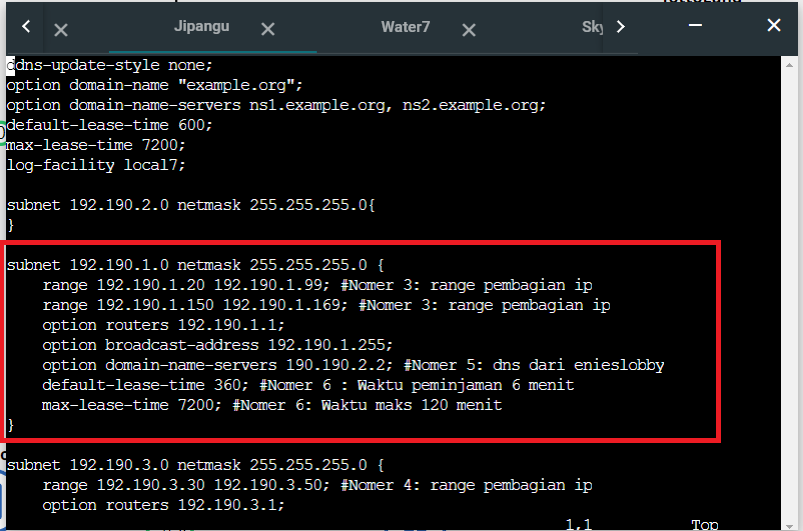 Jipangu
Water7
Sky
ddns-update-style none;
option domain-name "example.org";
option domain-name-servers ns1.example.org, ns2.example.org;
default-lease-time 600;
max-lease-time 7200;
log-facility local7;
subnet 192.190.2.0 netmask 255.255.255.0{
}
subnet 192.190.1.0 netmask 255.255.255.0 {
    range 192.190.1.20 192.190.1.99; #Nomer 3: range pembagian ip
    range 192.190.1.150 192.190.1.169; #Nomer 3: range pembagian ip
    option routers 192.190.1.1;
    option broadcast-address 192.190.1.255;
    option domain-name-servers 190.190.2.2; #Nomer 5: dns dari enieslobby
    default-lease-time 360; #Nomer 6 : Waktu peminjaman 6 menit
    max-lease-time 7200; #Nomer 6: Waktu maks 120 menit
}
subnet 192.190.3.0 netmask 255.255.255.0 {
    range 192.190.3.30 192.190.3.50; #Nomer 4: range pembagian ip
    option routers 192.190.3.1;
1,1 Top